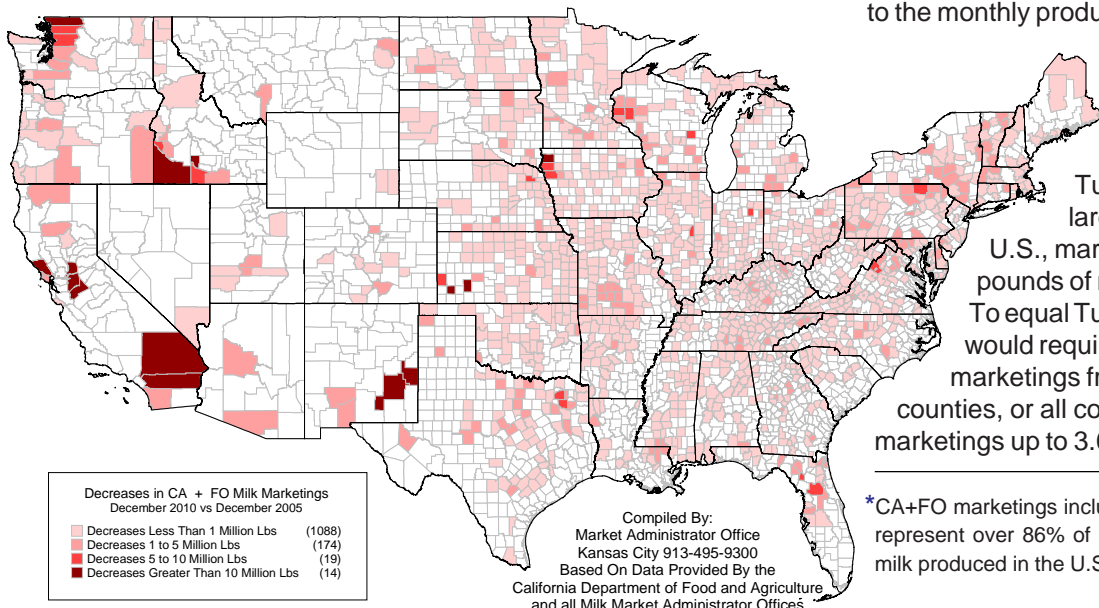 to the monthly produ
Tu
lar
U.S., mar
pounds of
To equal Tu
would requi
marketings fr
counties, or all co
marketings up to 3.
*CA+FO marketings inclu
represent over 86% of
milk produced in the U.S
Decreases in CA + FO Milk Marketings
December 2010 vs December 2005
Decreases Less Than 1 Million Lbs (1088)
Decreases 1 to 5 Million Lbs (174)
Decreases 5 to 10 Million Lbs (19)
Decreases Greater Than 10 Million Lbs (14)
Compiled By:
Market Administrator Office
Kansas City 913-495-9300
Based On Data Provided By the
California Department of Food and Agriculture
and all Milk Market Administrator Offices